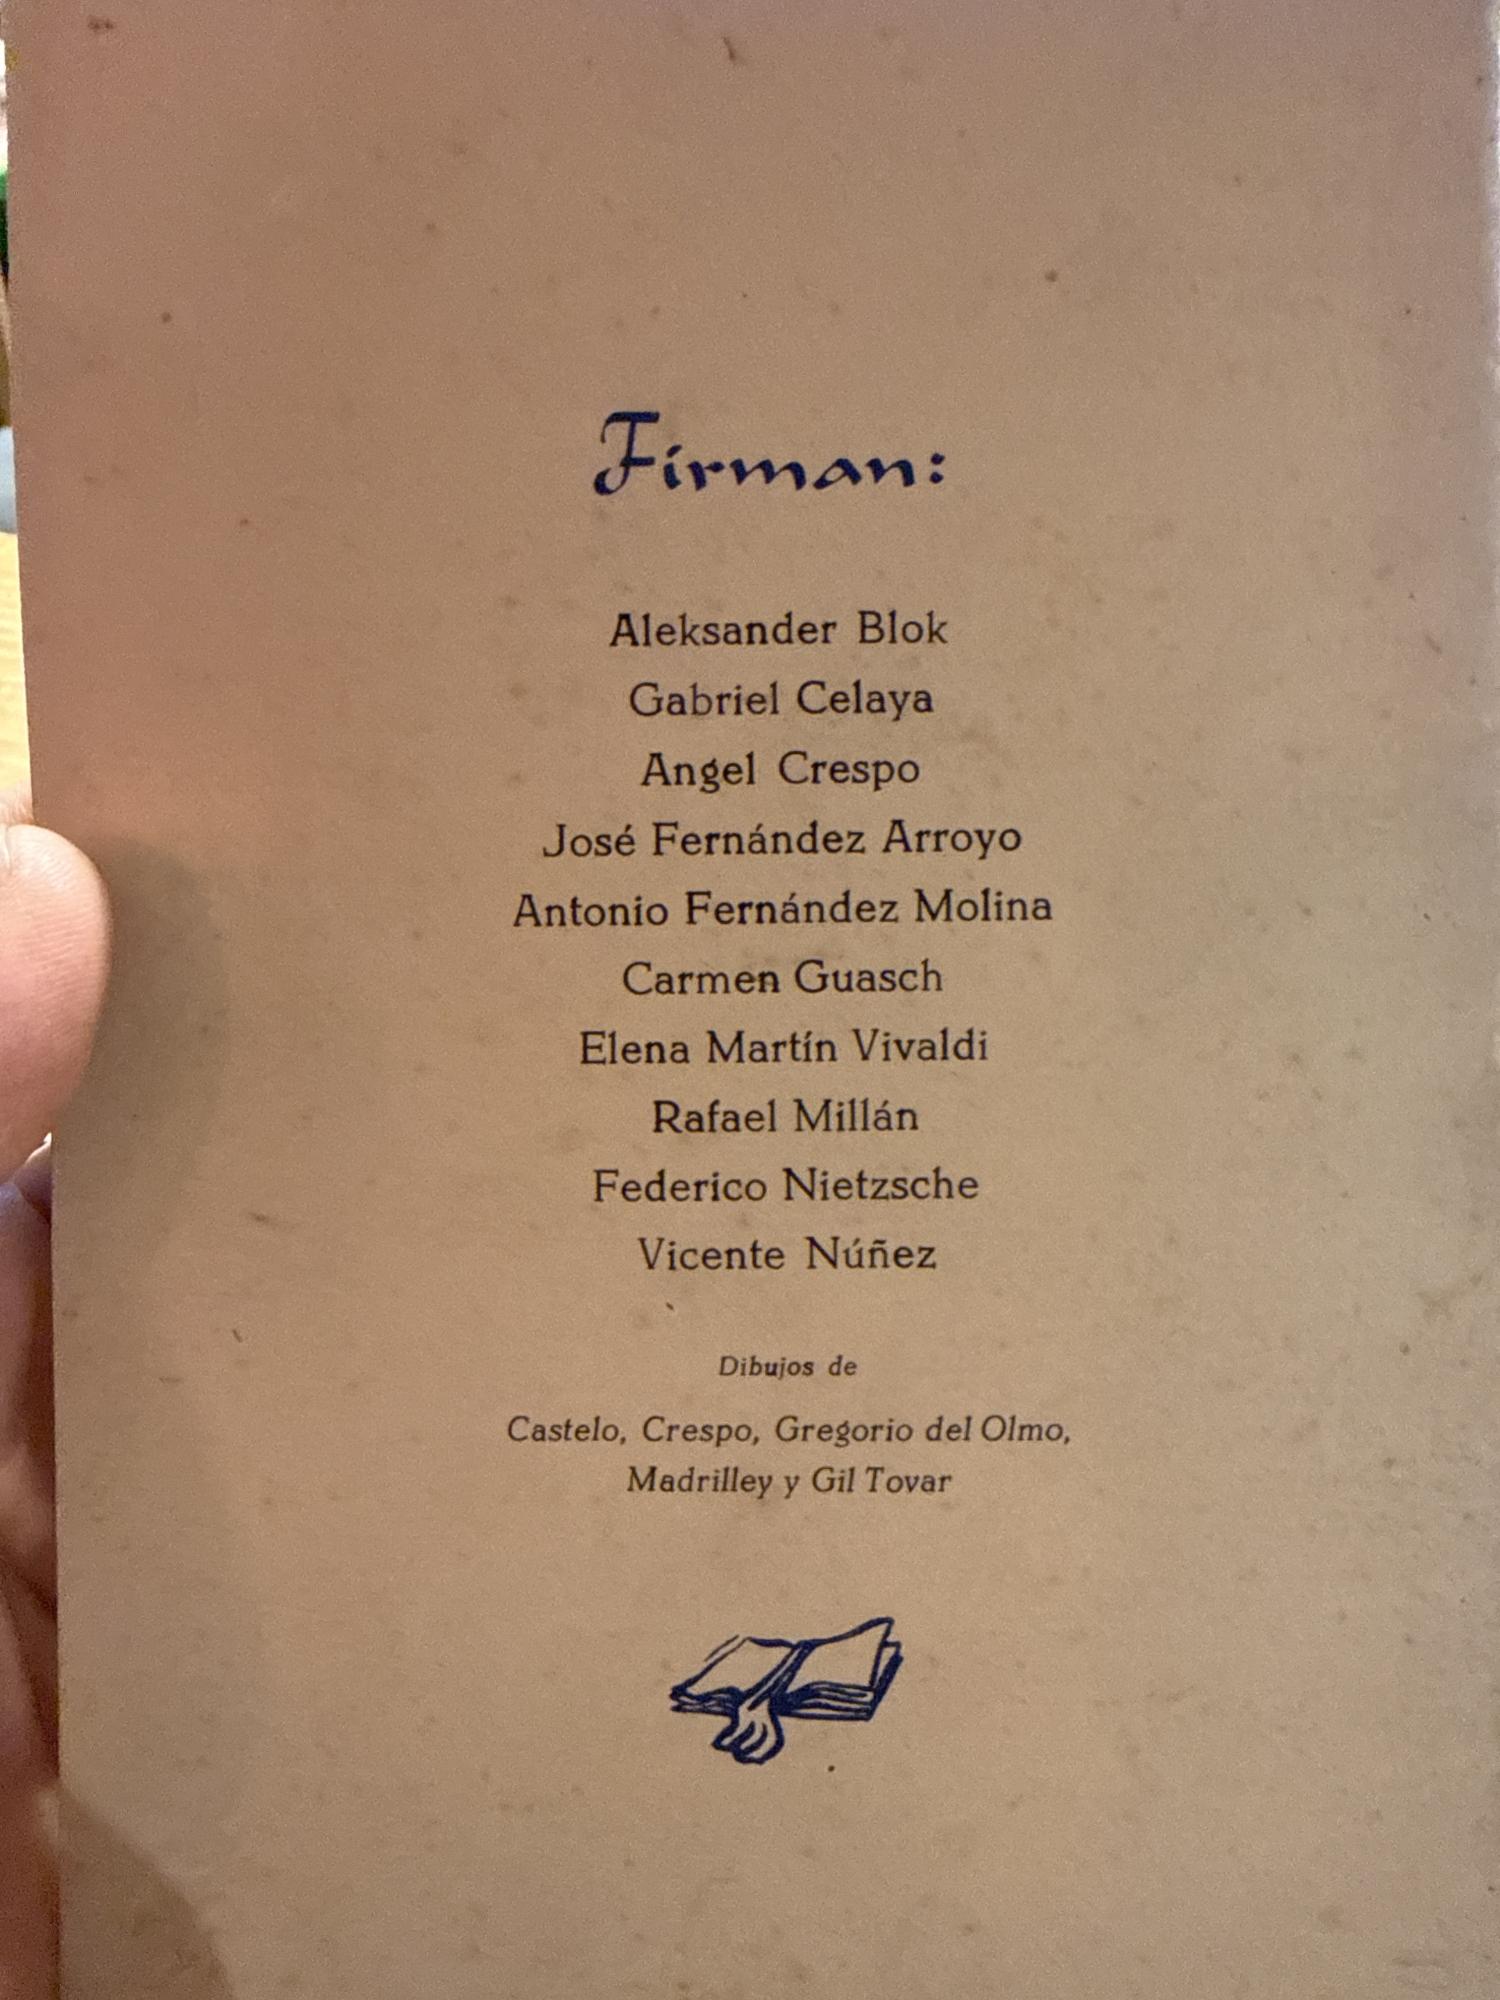 Firman:
Aleksander Blok
Gabriel Celaya
Angel Crespo
José Fernández Arroyo
Antonio Fernández Molina
Carmen Guasch
Elena Martín Vivaldi
Rafael Millán
Federico Nietzsche
Vicente Núñez
Dibujos de
Castelo, Crespo, Gregorio del Olmo,
Madrilley y Gil Tovar